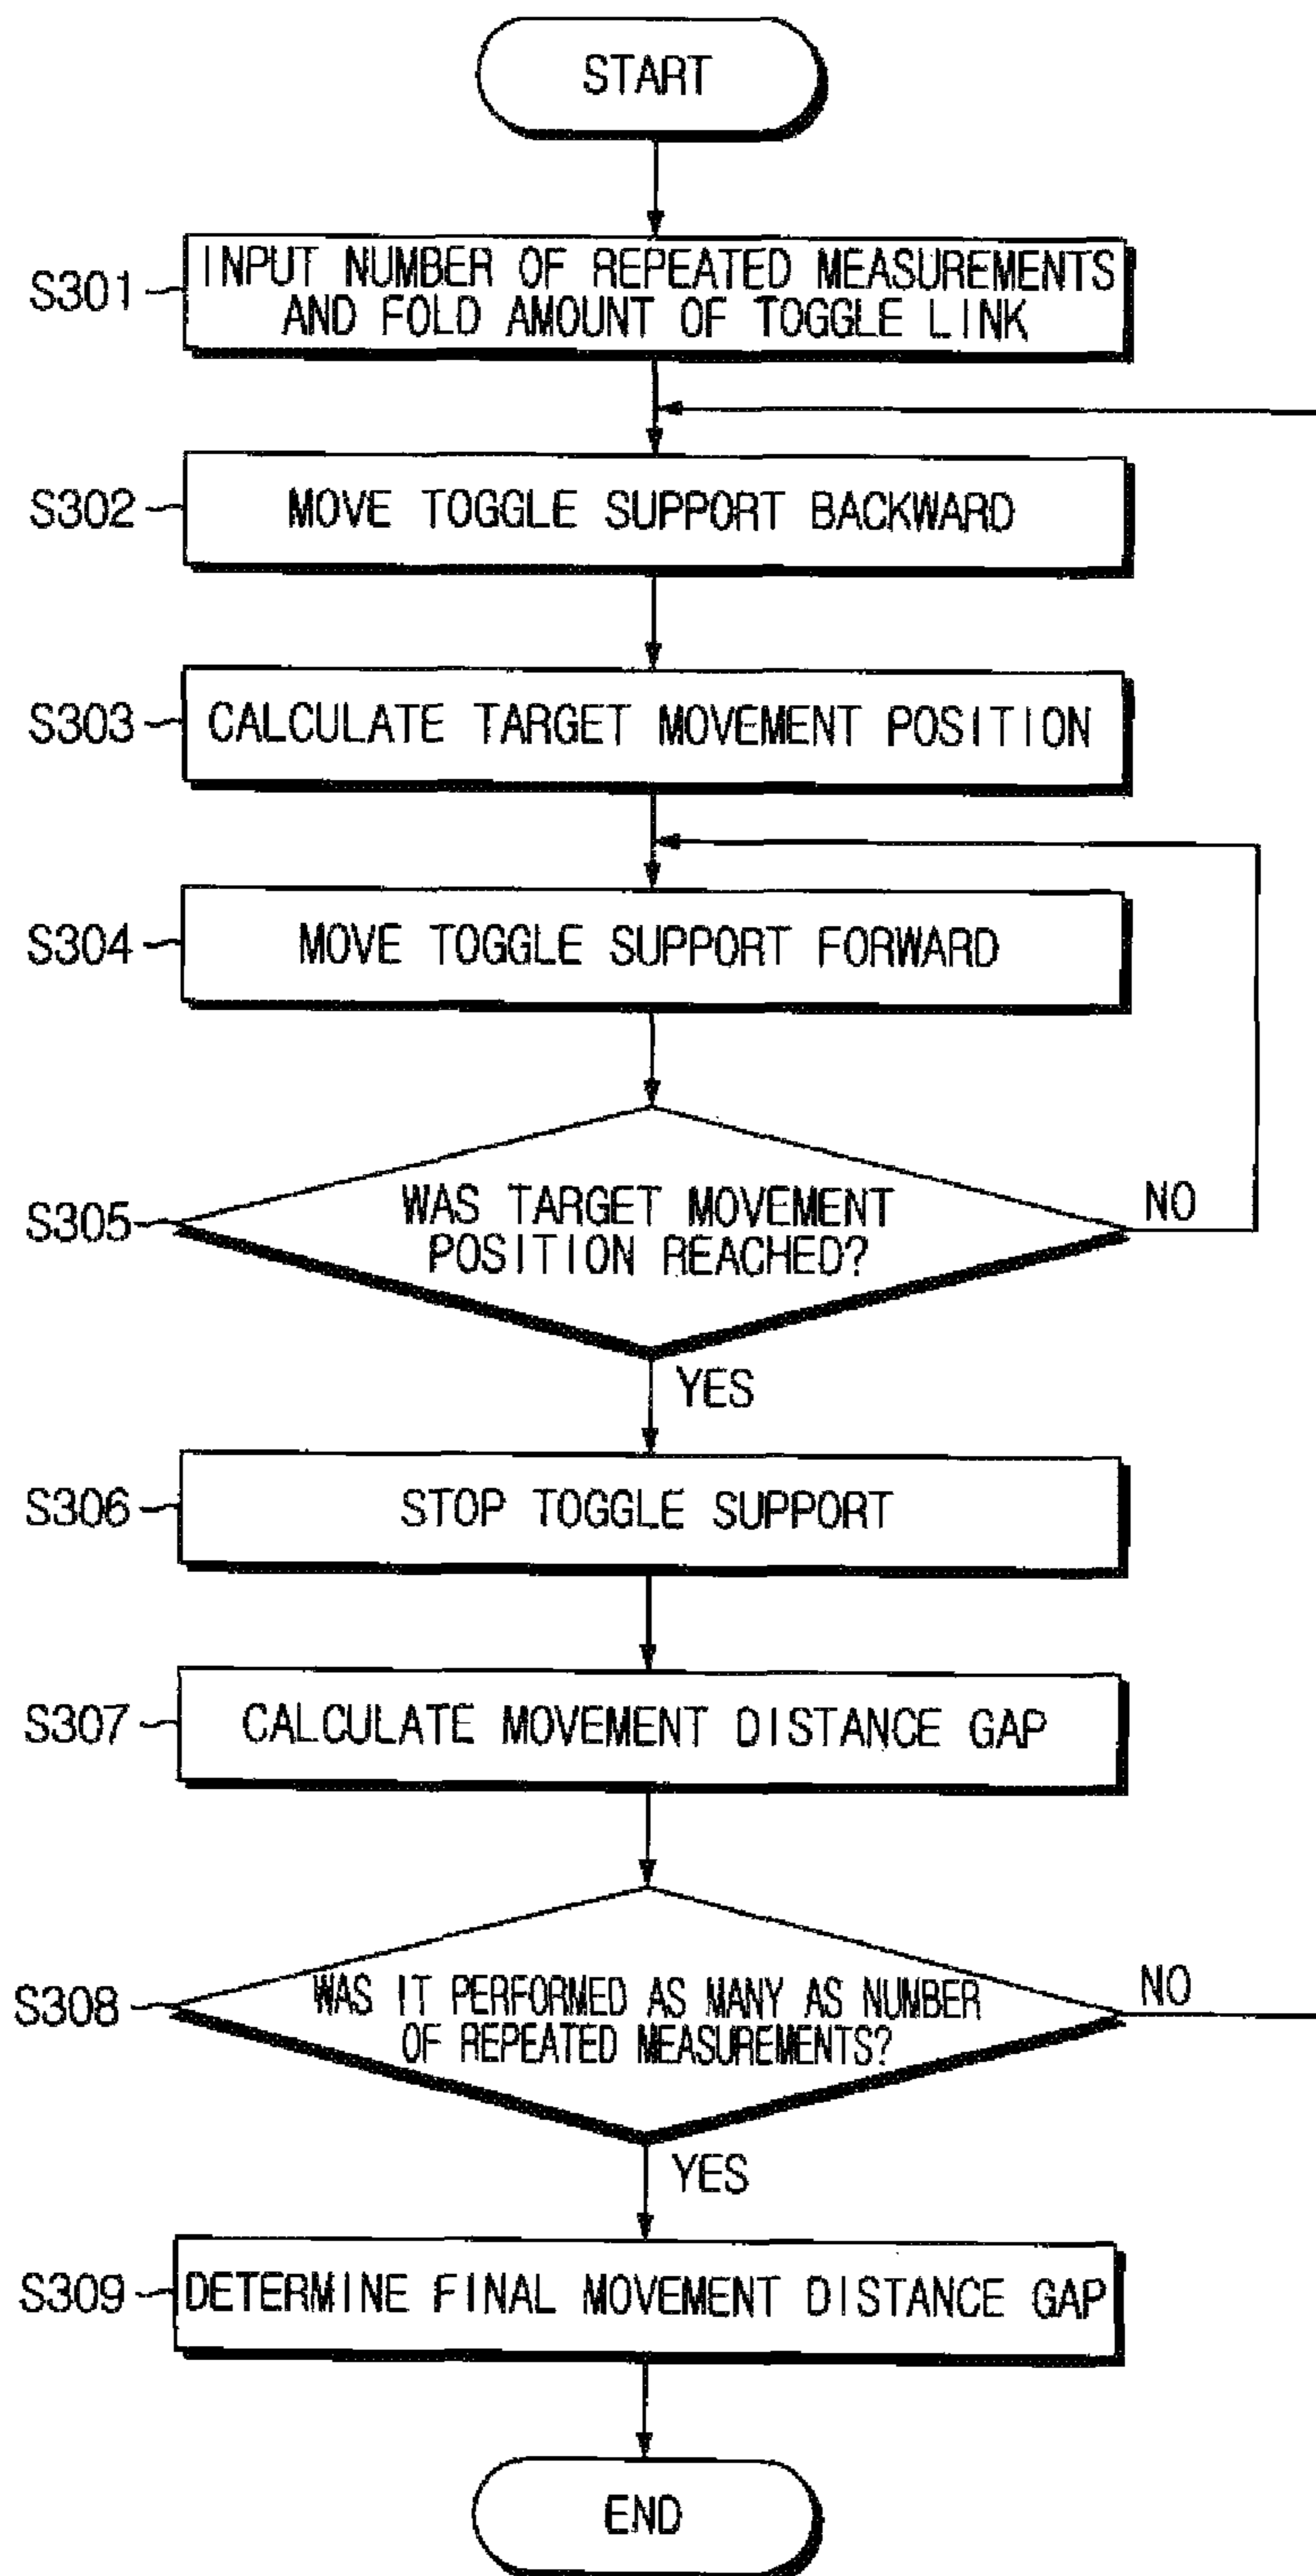 START
S301
INPUT NUMBER OF REPEATED MEASUREMENTS
AND FOLD AMOUNT OF TOGGLE LINK
S302
MOVE TOGGLE SUPPORT BACKWARD
S303
CALCULATE TARGET MOVEMENT POSITION
S304
MOVE TOGGLE SUPPORT FORWARD
S305
WAS TARGET MOVEMENT
POSITION REACHED?
NO
YES
S306
STOP TOGGLE SUPPORT
S307
CALCULATE MOVEMENT DISTANCE GAP
S308
WAS IT PERFORMED AS MANY AS NUMBER
OF REPEATED MEASUREMENTS?
NO
YES
S309
DETERMINE FINAL MOVEMENT DISTANCE GAP
END